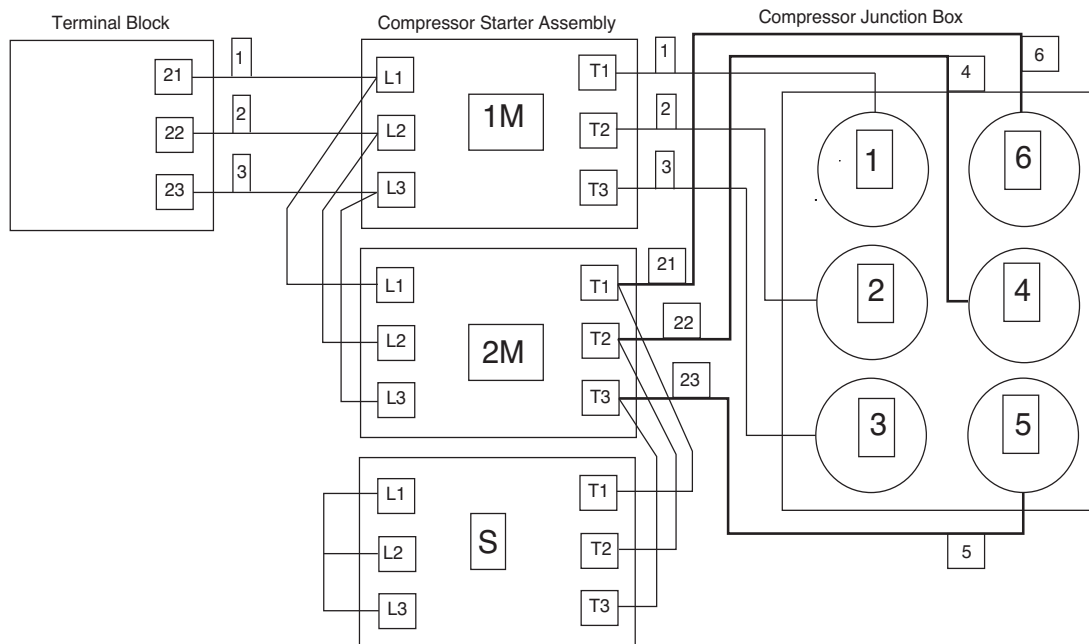 Terminal Block
Compressor Starter Assembly
Compressor Junction Box
21
22
23
1
2
3
L1
L2
L3
1M
T1
T2
T3
1
2
3
L1
L2
L3
2M
T1
T2
T3
21
22
23
L1
L2
L3
S
T1
T2
T3
4
6
1
6
2
4
3
5
5